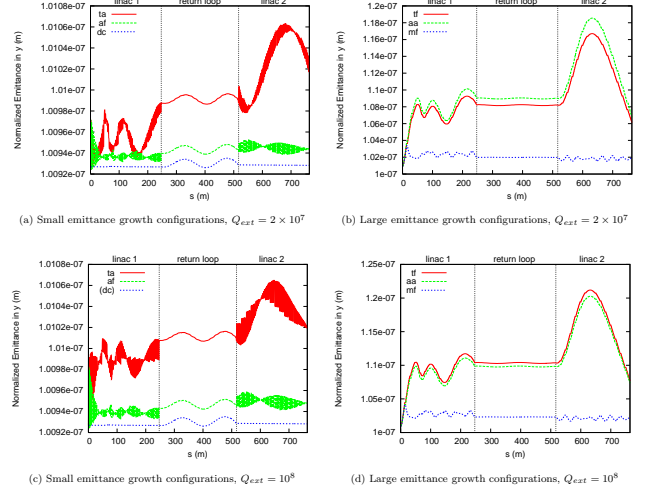 linac 1 return loop linac 2
1.0108e-07
1.0106e-07
1.0104e-07
1.0102e-07
1.01e-07
1.0098e-07
1.0096e-07
1.0094e-07
1.0092e-07
Normalized Emittance in y (m)
ta
af
dc
0 100 200 300 400 500 600 700
s (m)
(a) Small emittance growth configurations, Q_ext = 2 × 10^7
linac 1 return loop linac 2
1.2e-07
1.18e-07
1.16e-07
1.14e-07
1.12e-07
1.1e-07
1.08e-07
1.06e-07
1.04e-07
1.02e-07
1e-07
Normalized Emittance in y (m)
tf
aa
mf
0 100 200 300 400 500 600 700
s (m)
(b) Large emittance growth configurations, Q_ext = 2 × 10^7
linac 1 return loop linac 2
1.0108e-07
1.0106e-07
1.0104e-07
1.0102e-07
1.01e-07
1.0098e-07
1.0096e-07
1.0094e-07
1.0092e-07
Normalized Emittance in y (m)
ta
af
(dc)
0 100 200 300 400 500 600 700
s (m)
(c) Small emittance growth configurations, Q_ext = 10^8
linac 1 return loop linac 2
1.25e-07
1.2e-07
1.15e-07
1.1e-07
1.05e-07
1e-07
Normalized Emittance in y (m)
tf
aa
mf
0 100 200 300 400 500 600 700
s (m)
(d) Large emittance growth configurations, Q_ext = 10^8